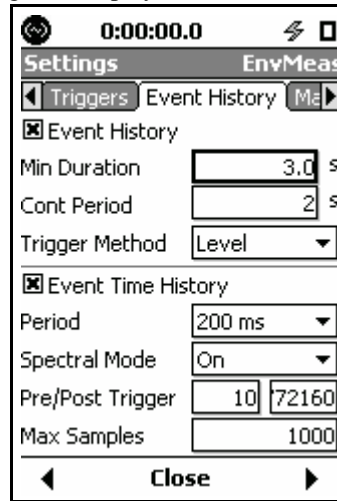 0:00:00.0
Settings EnvMeas
Triggers Event History Ma
Event History
Min Duration 3.0 s
Cont Period 2 s
Trigger Method Level
Event Time History
Period 200 ms
Spectral Mode On
Pre/Post Trigger 10 72160
Max Samples 1000
Close